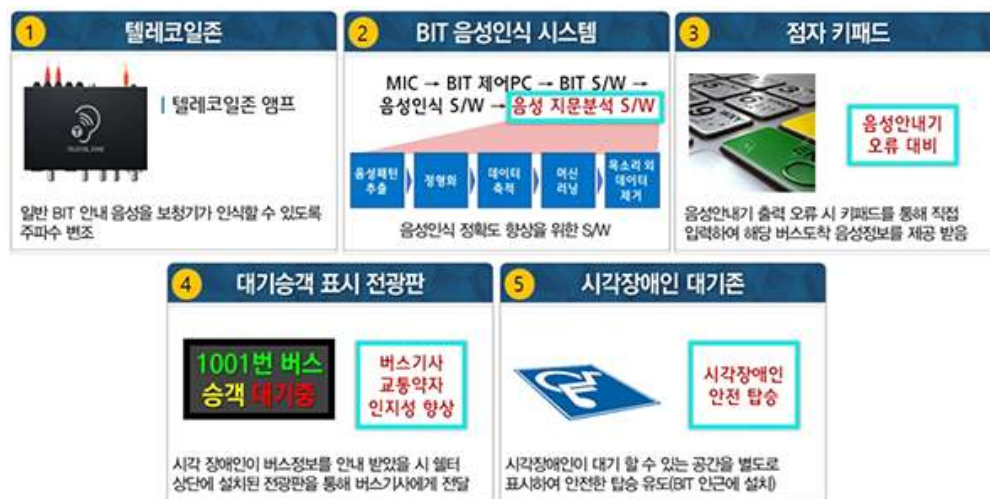 1 텔레코일존
텔레코일존 앰프
일반 BIT 안내 음성을 보청기가 인식할 수 있도록
주파수 변조
2 BIT 음성인식 시스템
MIC → BIT 제어PC → BIT S/W →
음성인식 S/W → 음성 지문분석 S/W
음성패턴
추출
정형화
데이터
축적
머신
러닝
목소리 외
데이터
제거
음성인식 정확도 향상을 위한 S/W
3 점자 키패드
음성안내기
오류 대비
음성안내기 출력 오류 시 키패드를 통해 직접
입력하여 해당 버스도착 음성정보를 제공 받음
4 대기승객 표시 전광판
1001번 버스
승객 대기중
버스기사
교통약자
인지성 향상
시각 장애인이 버스정보를 안내 받았을 시 쉘터
상단에 설치된 전광판을 통해 버스기사에게 전달
5 시각장애인 대기존
시각장애인
안전 탑승
시각장애인이 대기 할 수 있는 공간을 별도로
표시하여 안전한 탑승 유도(BIT 인근에 설치)